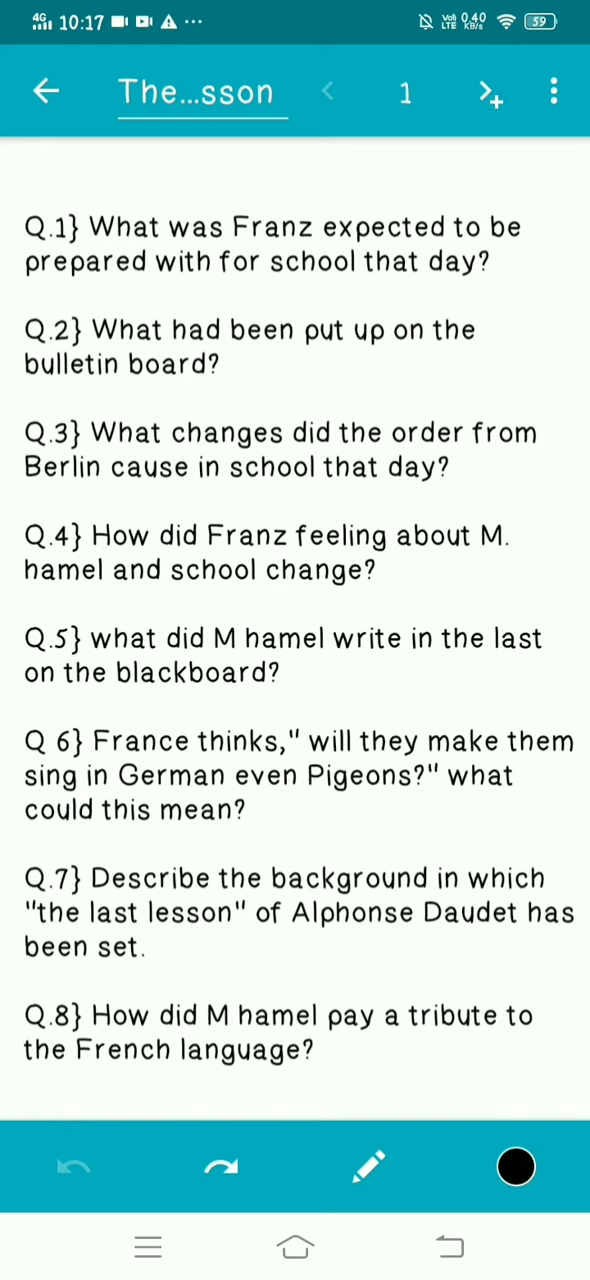 4G 10:17 ...
Vo) LTE 0.40 KB/s 59
The...sson < 1
Q.1} What was Franz expected to be
prepared with for school that day?
Q.2} What had been put up on the
bulletin board?
Q.3} What changes did the order from
Berlin cause in school that day?
Q.4} How did Franz feeling about M.
hamel and school change?
Q.5} what did M hamel write in the last
on the blackboard?
Q 6} France thinks," will they make them
sing in German even Pigeons?" what
could this mean?
Q.7} Describe the background in which
"the last lesson" of Alphonse Daudet has
been set.
Q.8} How did M hamel pay a tribute to
the French language?